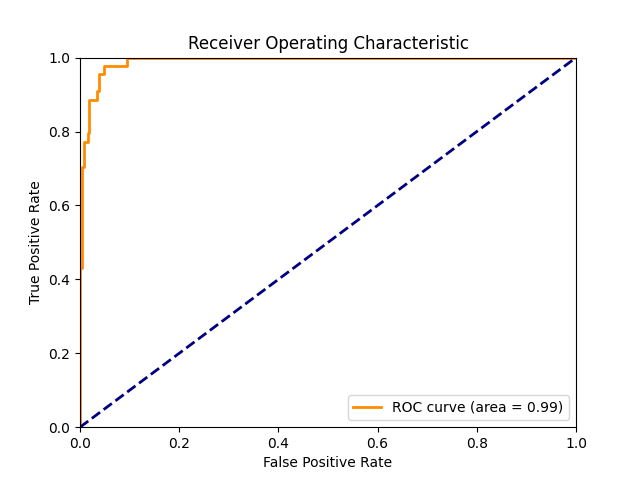 Receiver Operating Characteristic
1.0
0.8
0.6
0.4
0.2
0.0
True Positive Rate
ROC curve (area = 0.99)
0.0 0.2 0.4 0.6 0.8 1.0
False Positive Rate